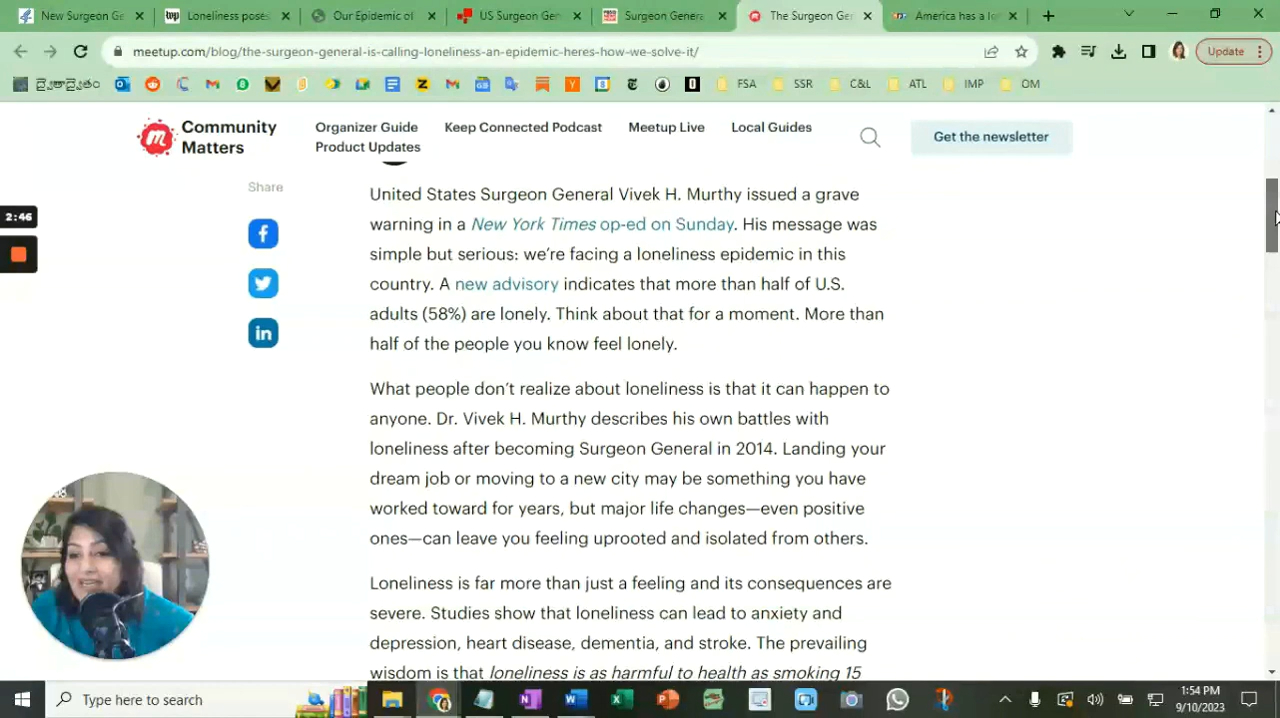 New Surgeon Ge
Loneliness poses
Our Epidemic of
US Surgeon Gen
Surgeon Genera
The Surgeon Ge
America has a lo
meetup.com/blog/the-surgeon-general-is-calling-loneliness-an-epidemic-heres-how-we-solve-it/
Update
FSA
SSR
C&L
ATL
IMP
OM
Community
Matters
Organizer Guide
Keep Connected Podcast
Meetup Live
Local Guides
Product Updates
Get the newsletter
Share
2:46
United States Surgeon General Vivek H. Murthy issued a grave
warning in a New York Times op-ed on Sunday. His message was
simple but serious: we’re facing a loneliness epidemic in this
country. A new advisory indicates that more than half of U.S.
adults (58%) are lonely. Think about that for a moment. More than
half of the people you know feel lonely.
What people don’t realize about loneliness is that it can happen to
anyone. Dr. Vivek H. Murthy describes his own battles with
loneliness after becoming Surgeon General in 2014. Landing your
dream job or moving to a new city may be something you have
worked toward for years, but major life changes—even positive
ones—can leave you feeling uprooted and isolated from others.
Loneliness is far more than just a feeling and its consequences are
severe. Studies show that loneliness can lead to anxiety and
depression, heart disease, dementia, and stroke. The prevailing
wisdom is that loneliness is as harmful to health as smoking 15
Type here to search
1:54 PM
9/10/2023